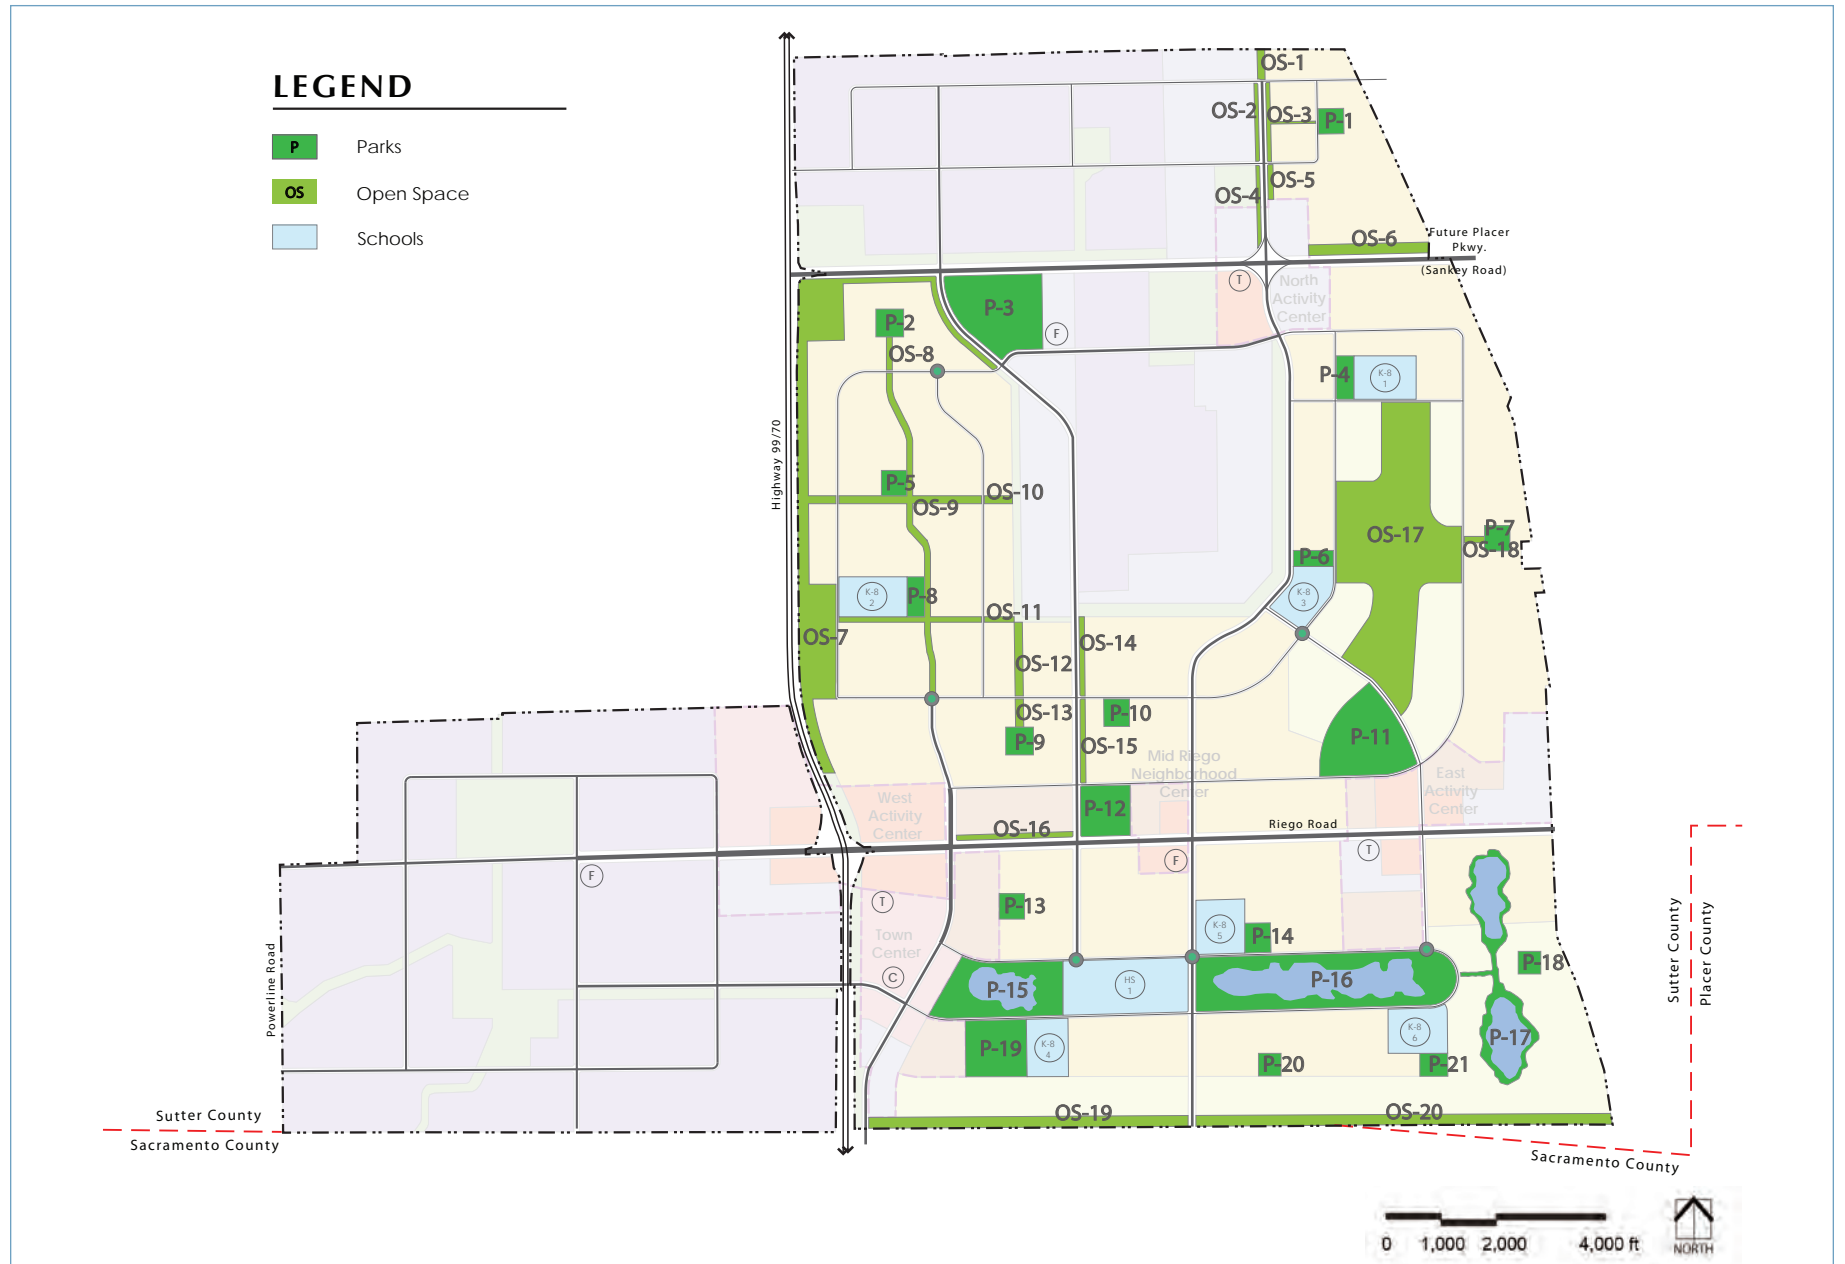 LEGEND
P
Parks
OS
Open Space
Schools
OS-1
OS-2
OS-3
P-1
OS-4
OS-5
OS-6
Future Placer
Pkwy.
(Sankey Road)
T
North
Activity
Center
P-3
F
P-2
OS-8
P-4
K-8
1
Highway 99/70
P-5
OS-10
OS-9
OS-17
P-7
OS-18
P-6
K-8
3
K-8
2
P-8
OS-11
OS-7
OS-12
OS-14
OS-13
P-10
P-9
OS-15
P-11
Mid Riego
Neighborhood
Center
East
Activity
Center
West
Activity
Center
P-12
OS-16
Riego Road
F
F
T
T
P-13
K-8
5
P-14
Town
Center
C
P-15
HS
1
P-16
P-18
P-17
P-19
K-8
4
K-8
6
P-20
P-21
OS-19
OS-20
Powerline Road
Sutter County
Sacramento County
Sutter County
Placer County
Sacramento County
0 1,000 2,000 4,000 ft
NORTH